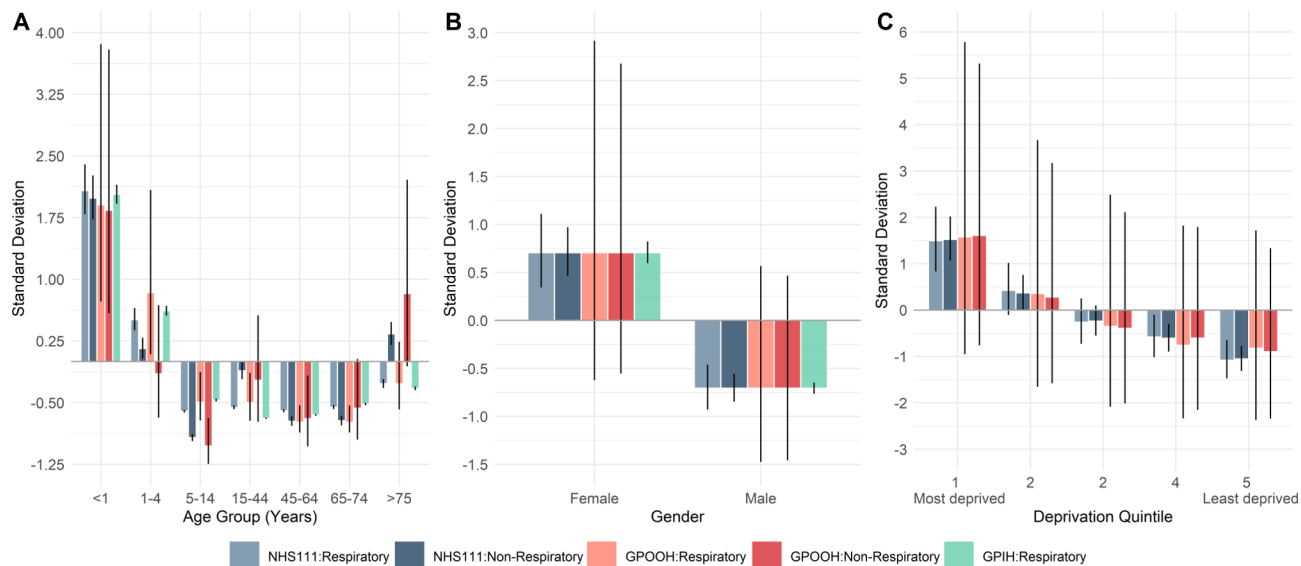 A
Standard Deviation
4.00
3.25
2.50
1.75
1.00
0.25
-0.50
-1.25
<1 1-4 5-14 15-44 45-64 65-74 >75
Age Group (Years)
B
Standard Deviation
3.0
2.5
2.0
1.5
1.0
0.5
0.0
-0.5
-1.0
-1.5
Female Male
Gender
C
Standard Deviation
6
5
4
3
2
1
0
-1
-2
-3
1 2 2 4 5
Most deprived Least deprived
Deprivation Quintile
NHS111:Respiratory NHS111:Non-Respiratory GPOOH:Respiratory GPOOH:Non-Respiratory GPIH:Respiratory